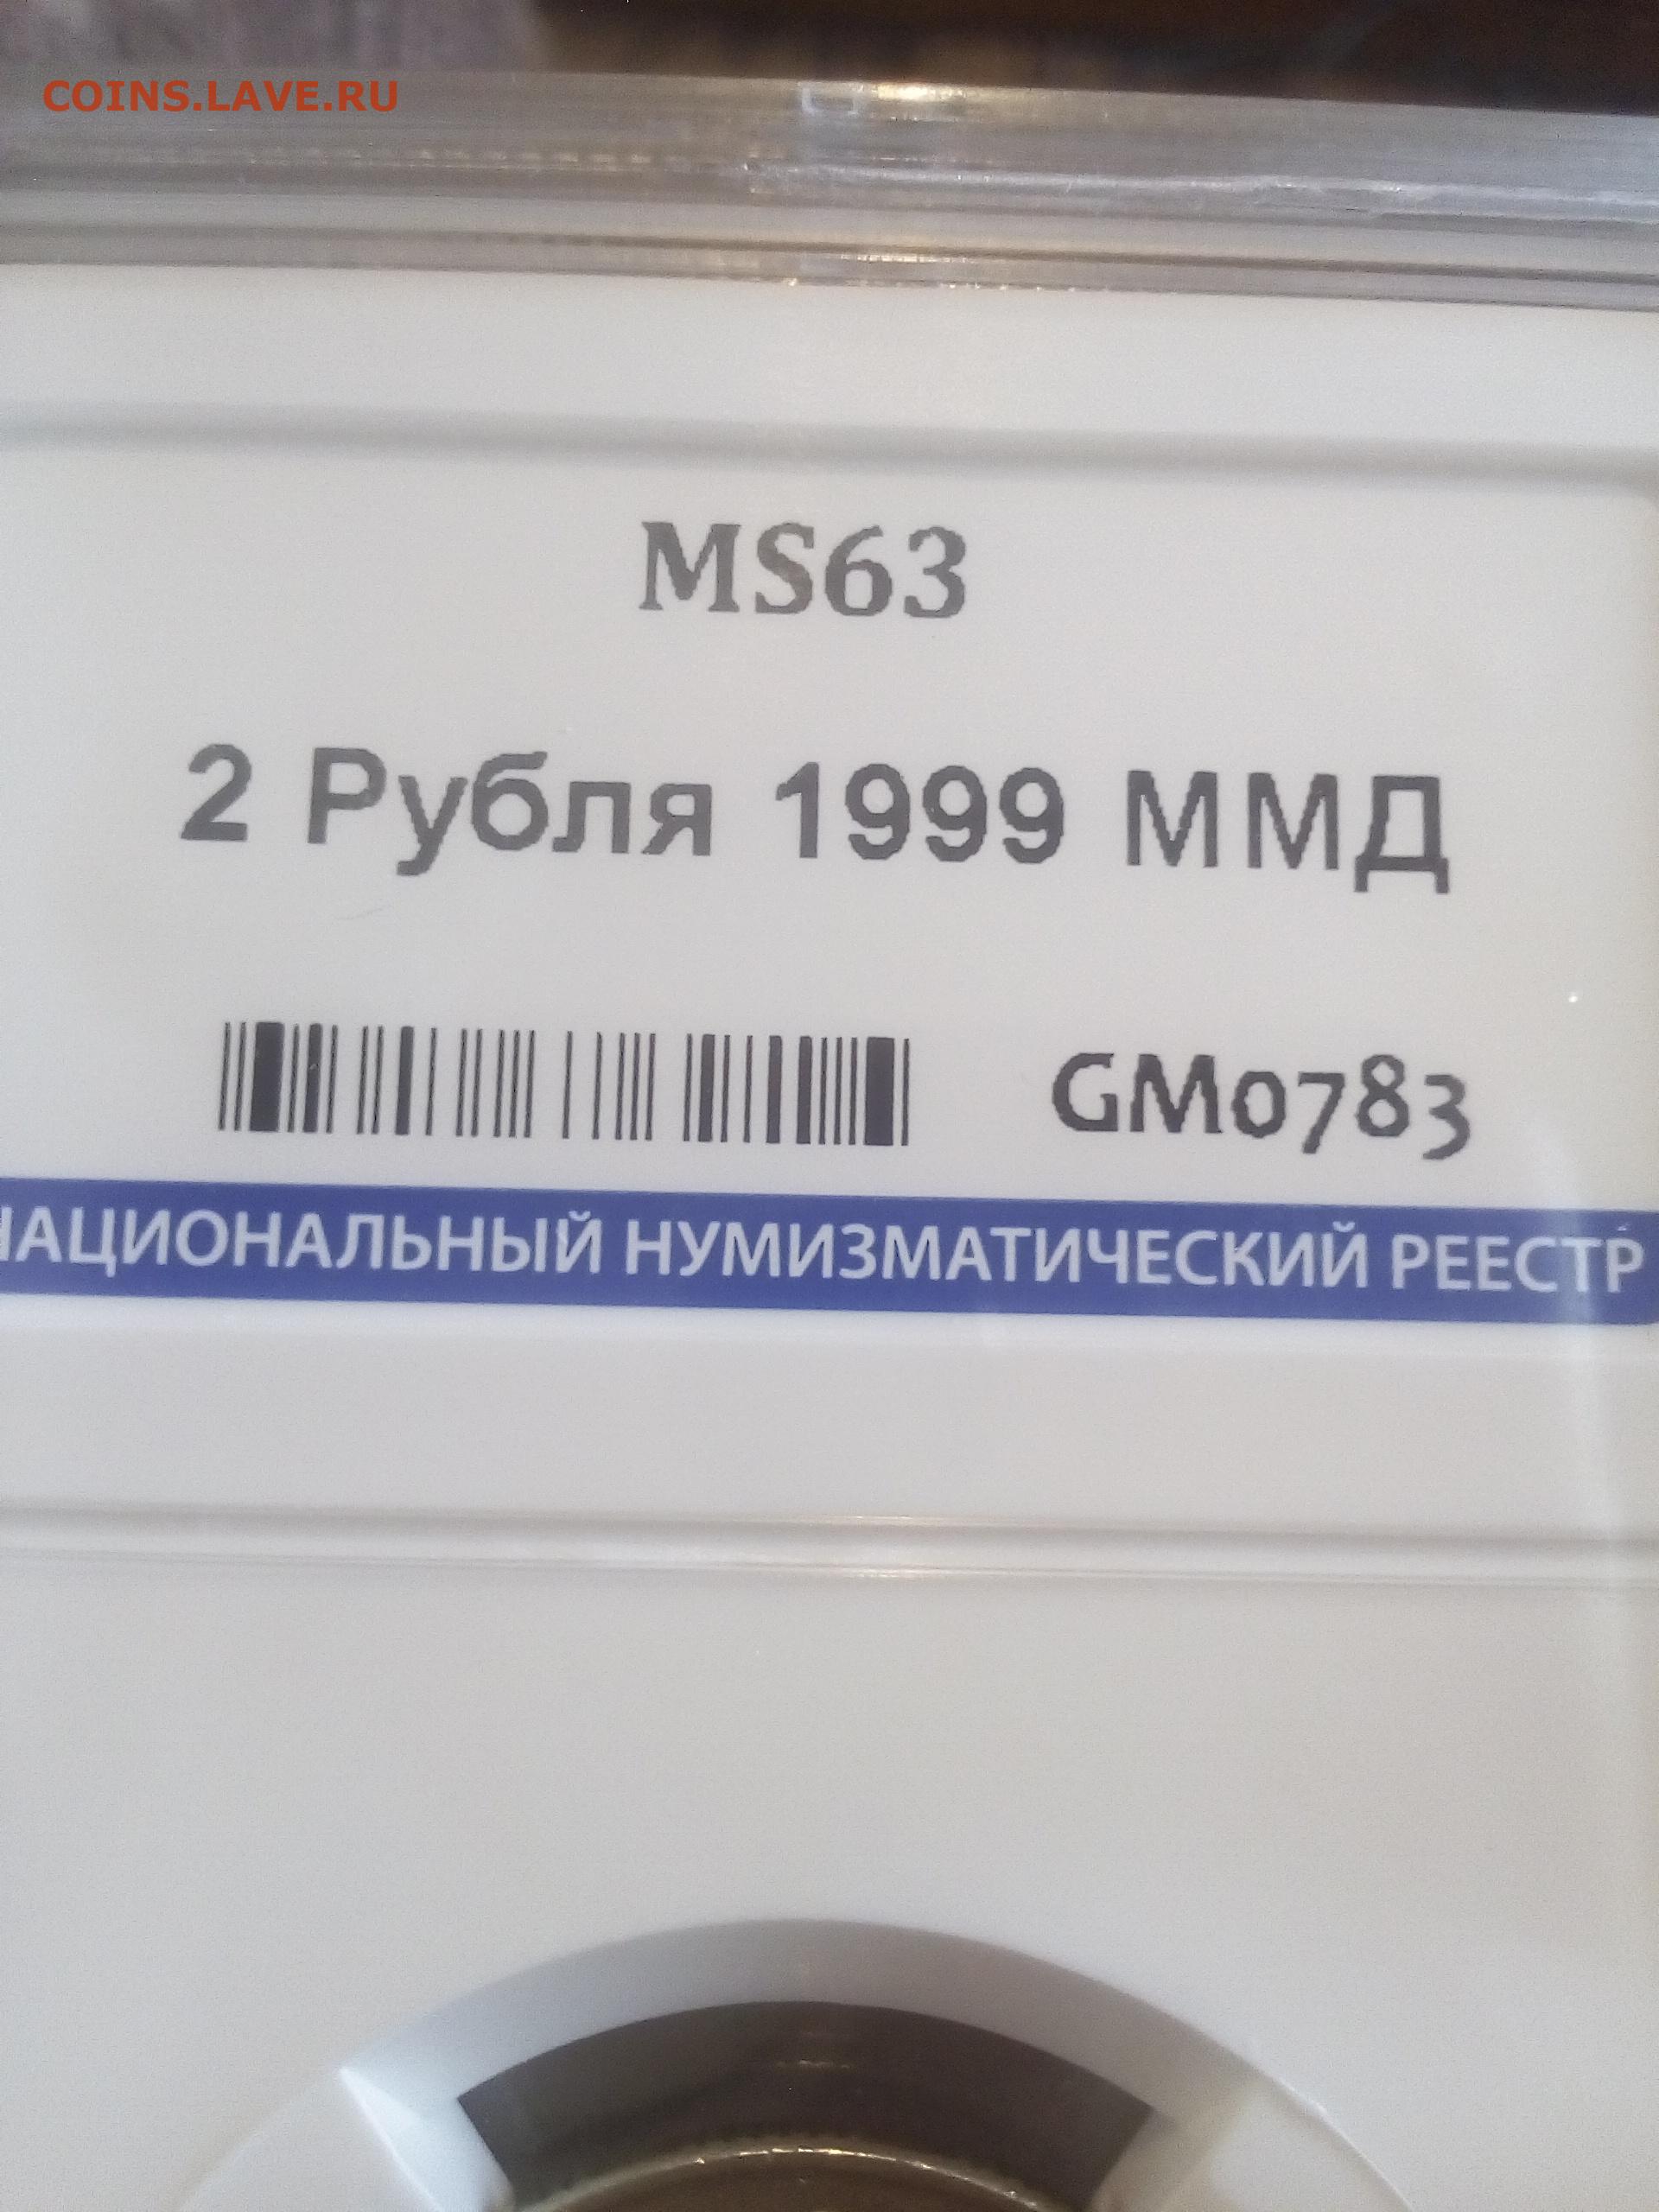 COINS.LAVE.RU
MS63
2 Рубля 1999 ММД
GM0783
НАЦИОНАЛЬНЫЙ НУМИЗМАТИЧЕСКИЙ РЕЕСТР